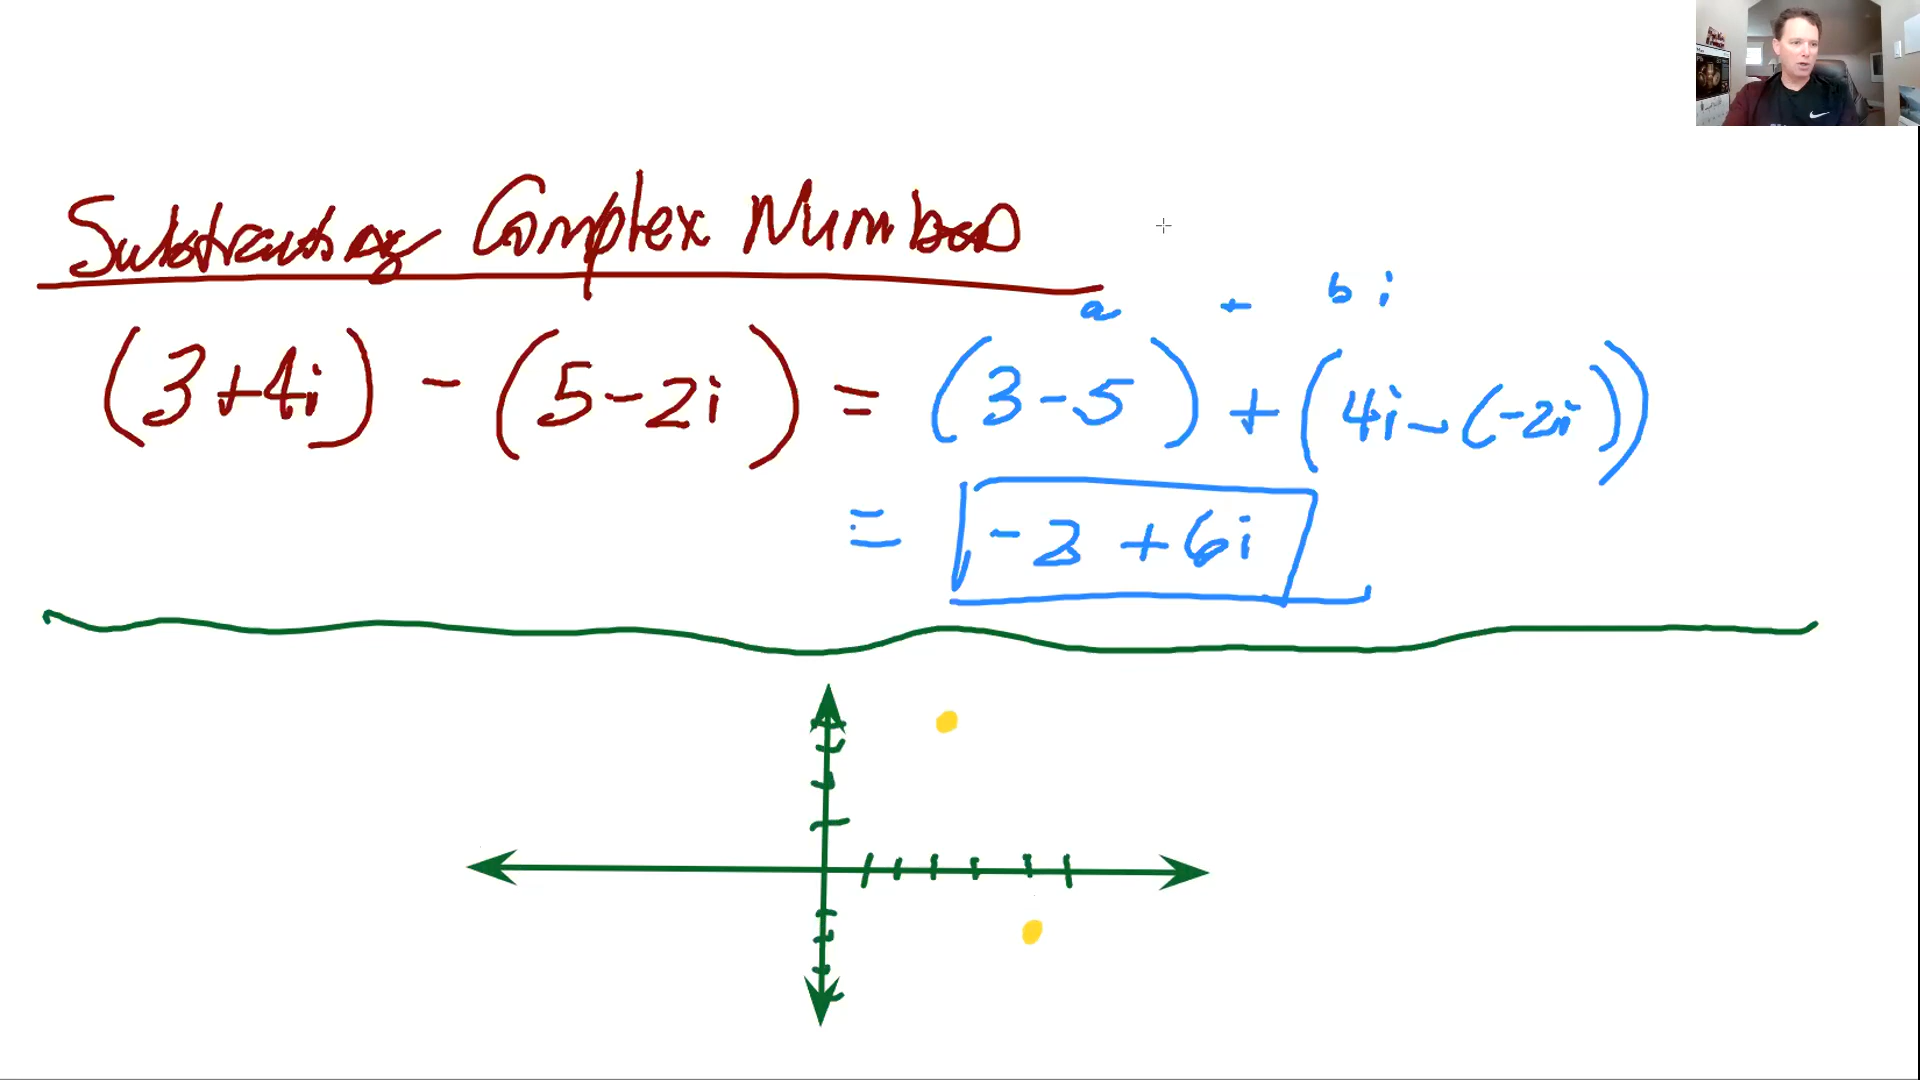 Subtracting Complex Numbers
a + bi
(3+4i) - (5-2i) = (3-5) + (4i-(-2i))
= -2 +6i